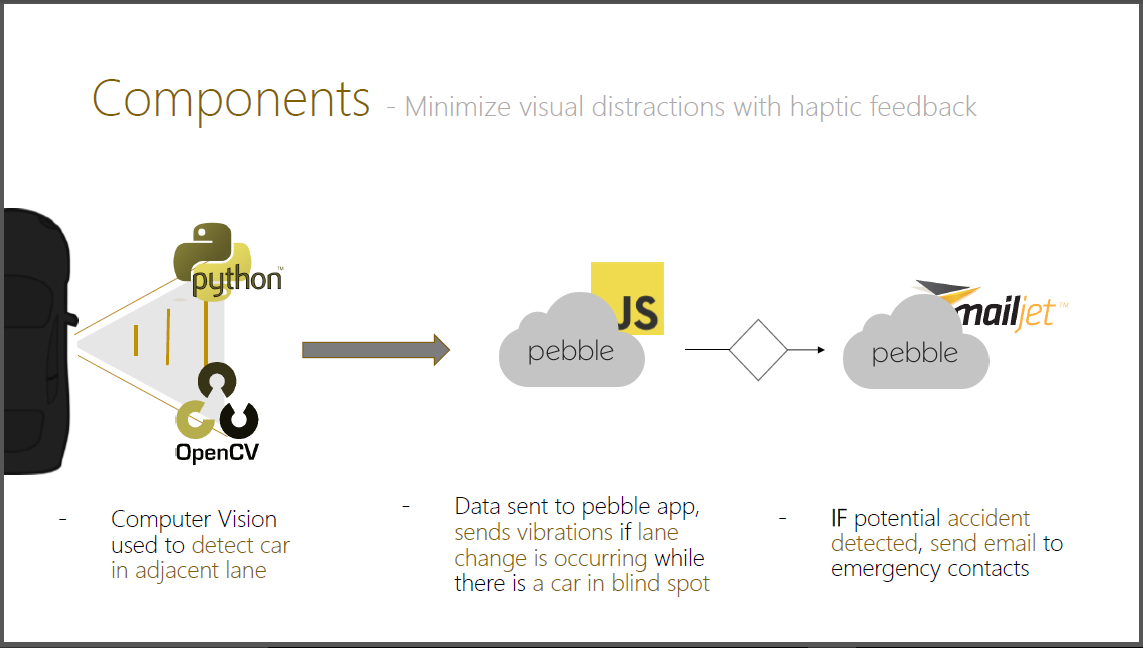 Components - Minimize visual distractions with haptic feedback
python™
OpenCV
JS
pebble
mailjet™
pebble
- Computer Vision
used to detect car
in adjacent lane
- Data sent to pebble app,
sends vibrations if lane
change is occurring while
there is a car in blind spot
- IF potential accident
detected, send email to
emergency contacts